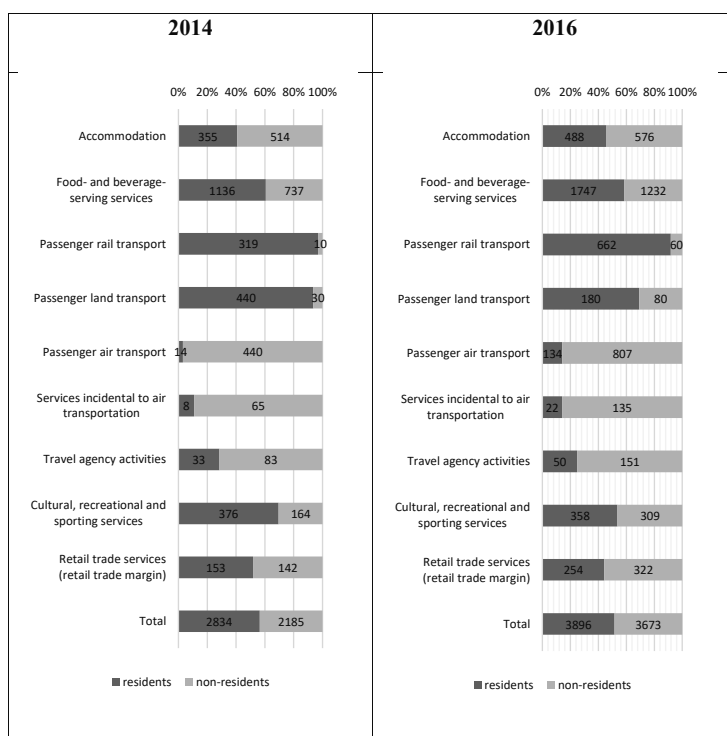 2014
0% 20% 40% 60% 80% 100%
Accommodation 355 514
Food- and beverage-
serving services 1136 737
Passenger rail transport 319 10
Passenger land transport 440 30
Passenger air transport 14 440
Services incidental to air
transportation 8 65
Travel agency activities 33 83
Cultural, recreational and
sporting services 376 164
Retail trade services
(retail trade margin) 153 142
Total 2834 2185
residents non-residents
2016
0% 20% 40% 60% 80% 100%
Accommodation 488 576
Food- and beverage-
serving services 1747 1232
Passenger rail transport 662 60
Passenger land transport 180 80
Passenger air transport 134 807
Services incidental to air
transportation 22 135
Travel agency activities 50 151
Cultural, recreational and
sporting services 358 309
Retail trade services
(retail trade margin) 254 322
Total 3896 3673
residents non-residents